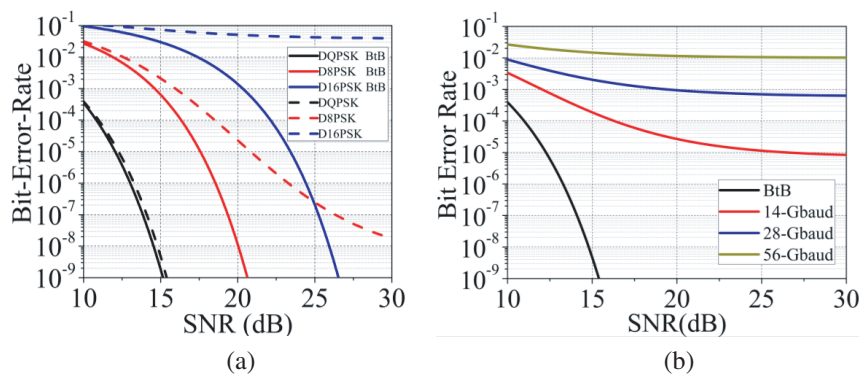 10^-1
10^-2
10^-3
10^-4
10^-5
10^-6
10^-7
10^-8
10^-9
Bit-Error-Rate
DQPSK BtB
D8PSK BtB
D16PSK BtB
DQPSK
D8PSK
D16PSK
10 15 20 25 30
SNR (dB)
(a)
10^-1
10^-2
10^-3
10^-4
10^-5
10^-6
10^-7
10^-8
10^-9
Bit Error Rate
BtB
14-Gbaud
28-Gbaud
56-Gbaud
10 15 20 25 30
SNR(dB)
(b)